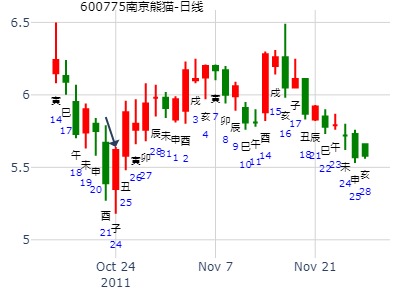 600775南京熊猫-日线
6.5
6
5.5
5
寅
14
巳
17
午
18
未
19
申
20
酉
21
子
24
丑
25
寅
26
卯
27
辰
28
未
31
申
1
酉
2
戌
3
亥
4
寅
7
卯
8
辰
9
巳
10
午
11
酉
14
戌
15
亥
16
子
17
丑
18
辰
21
巳
22
午
23
未
24
申
25
亥
28
Oct 24
2011
Nov 7
Nov 21